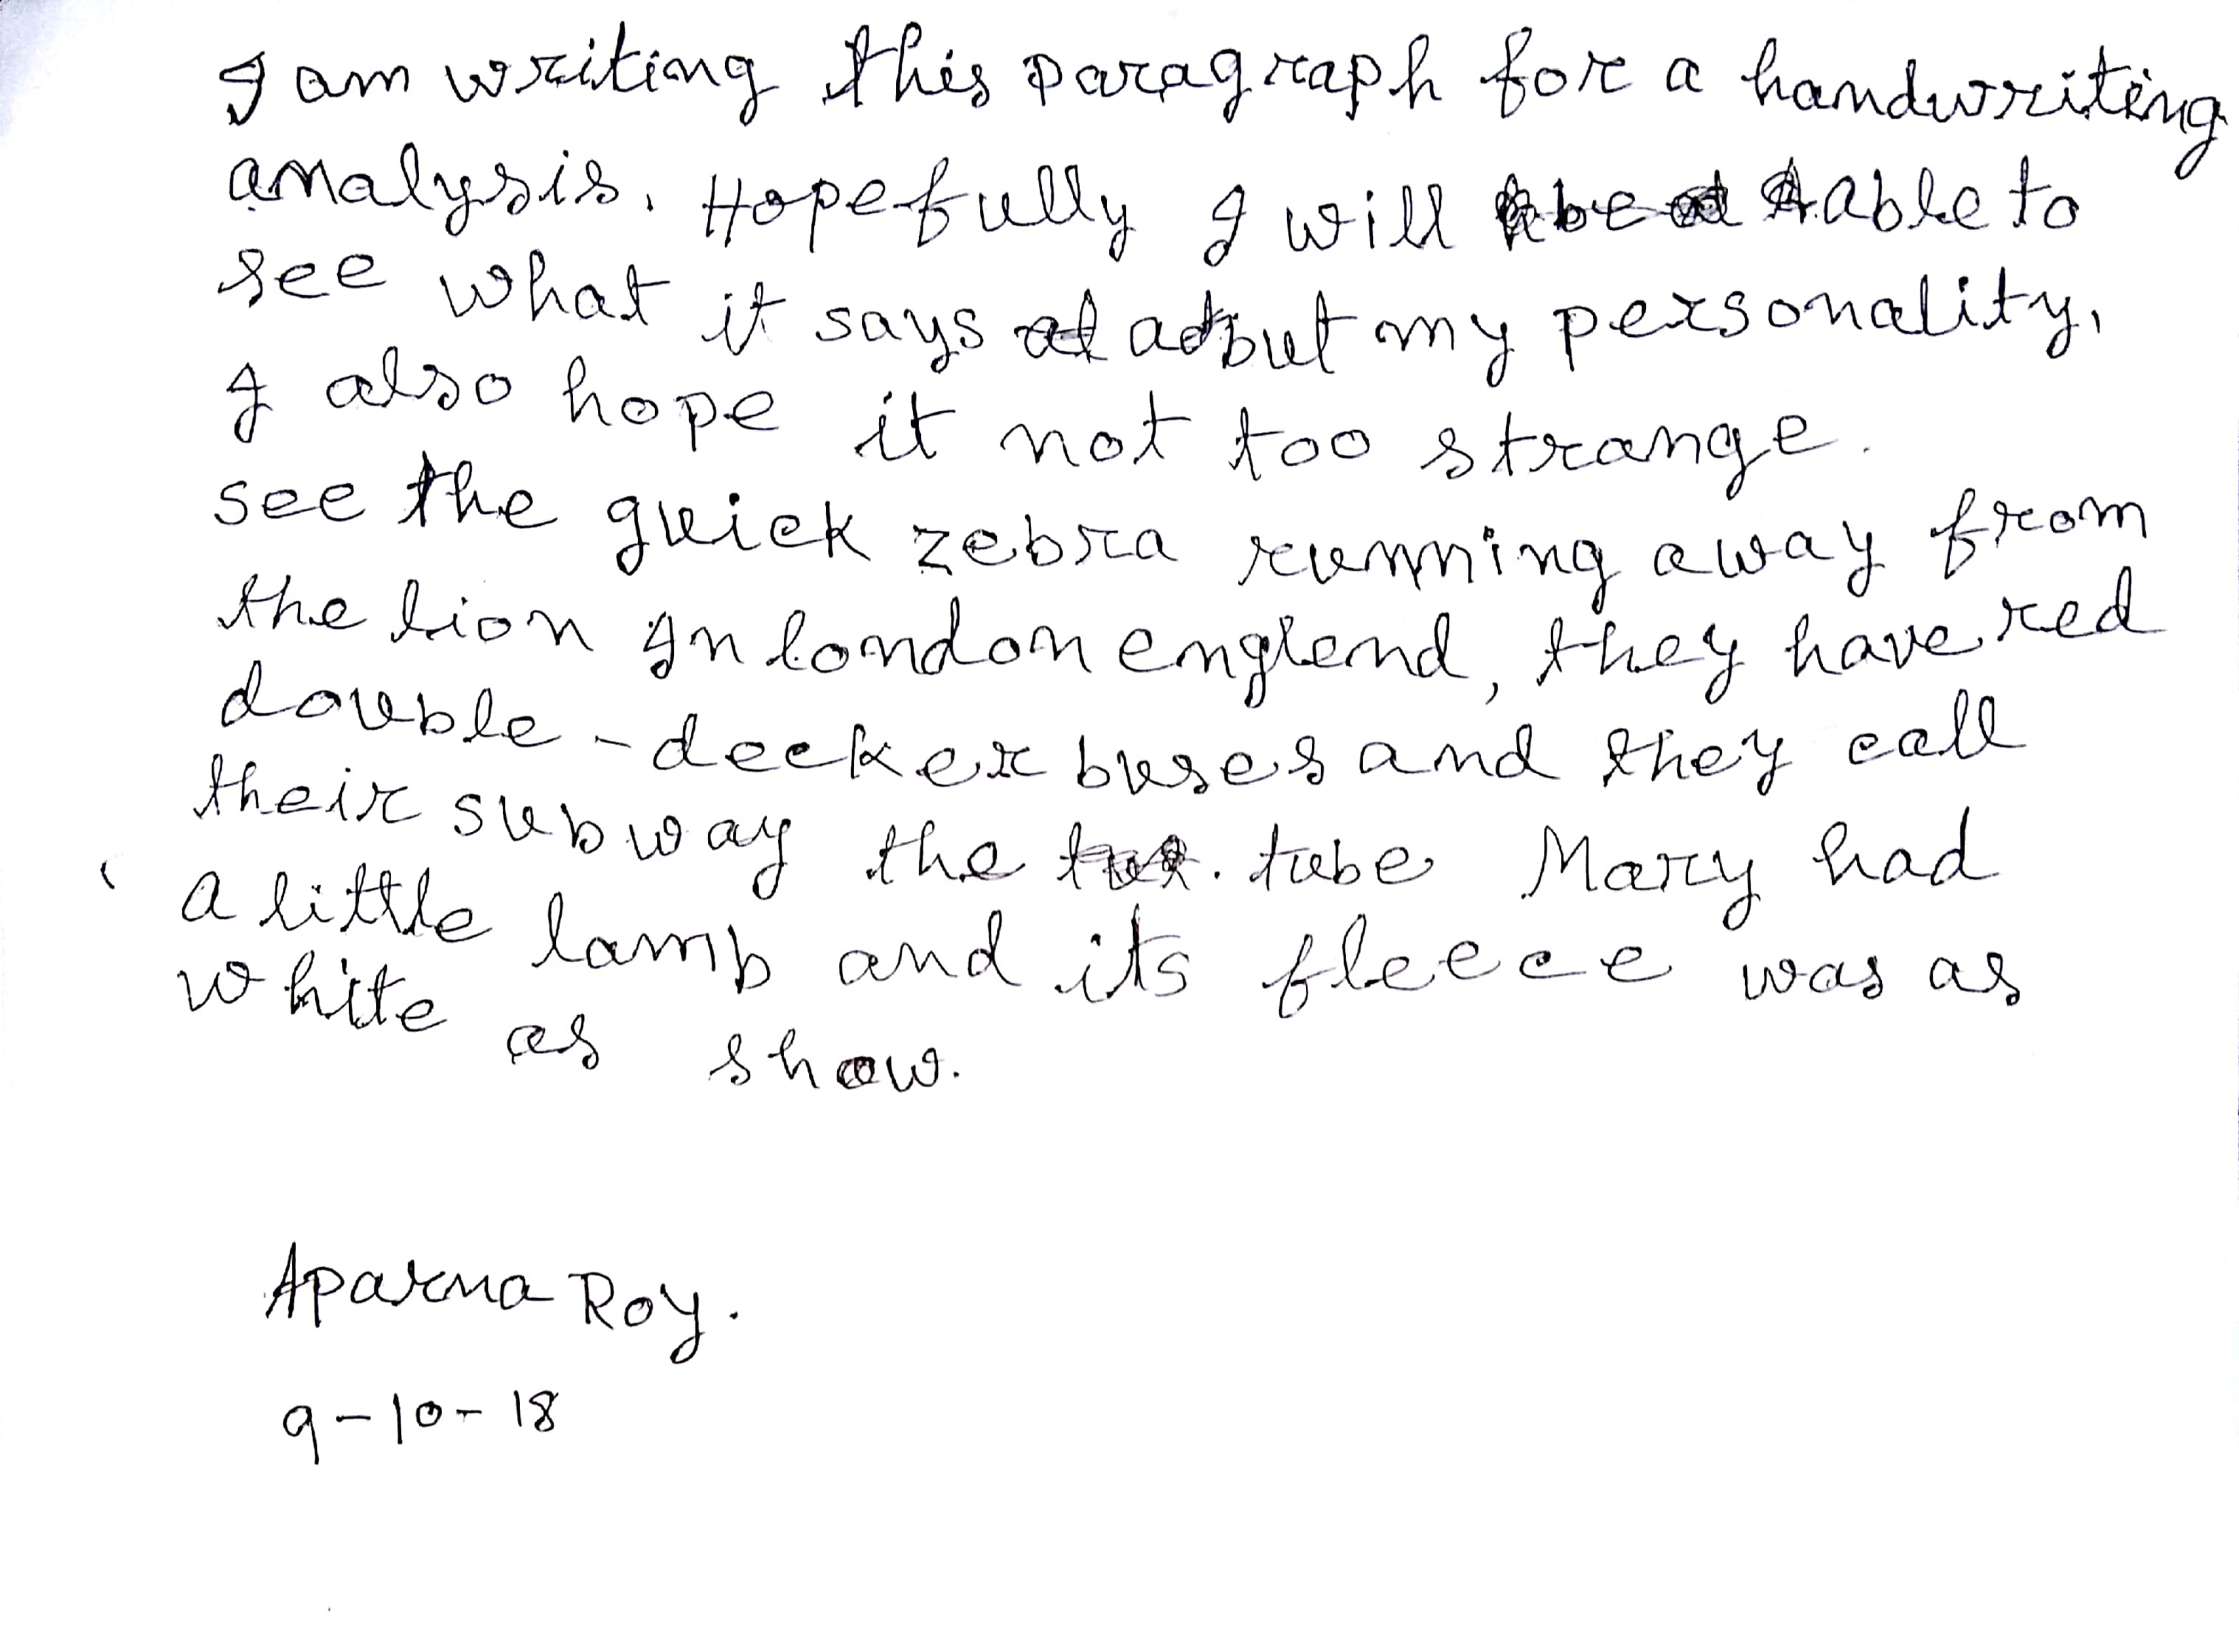 I am writing this paragraph for a handwriting
analysis. Hopefully I will be able to
see what it says about my personality,
I also hope it not too strange.
see the quick zebra running away from
the lion In london englend, they have red
double-decker buses and they call
their subway the tube Mary had
a little lamb and its fleece was as
white as show.
Aparna Roy.
9-10-18